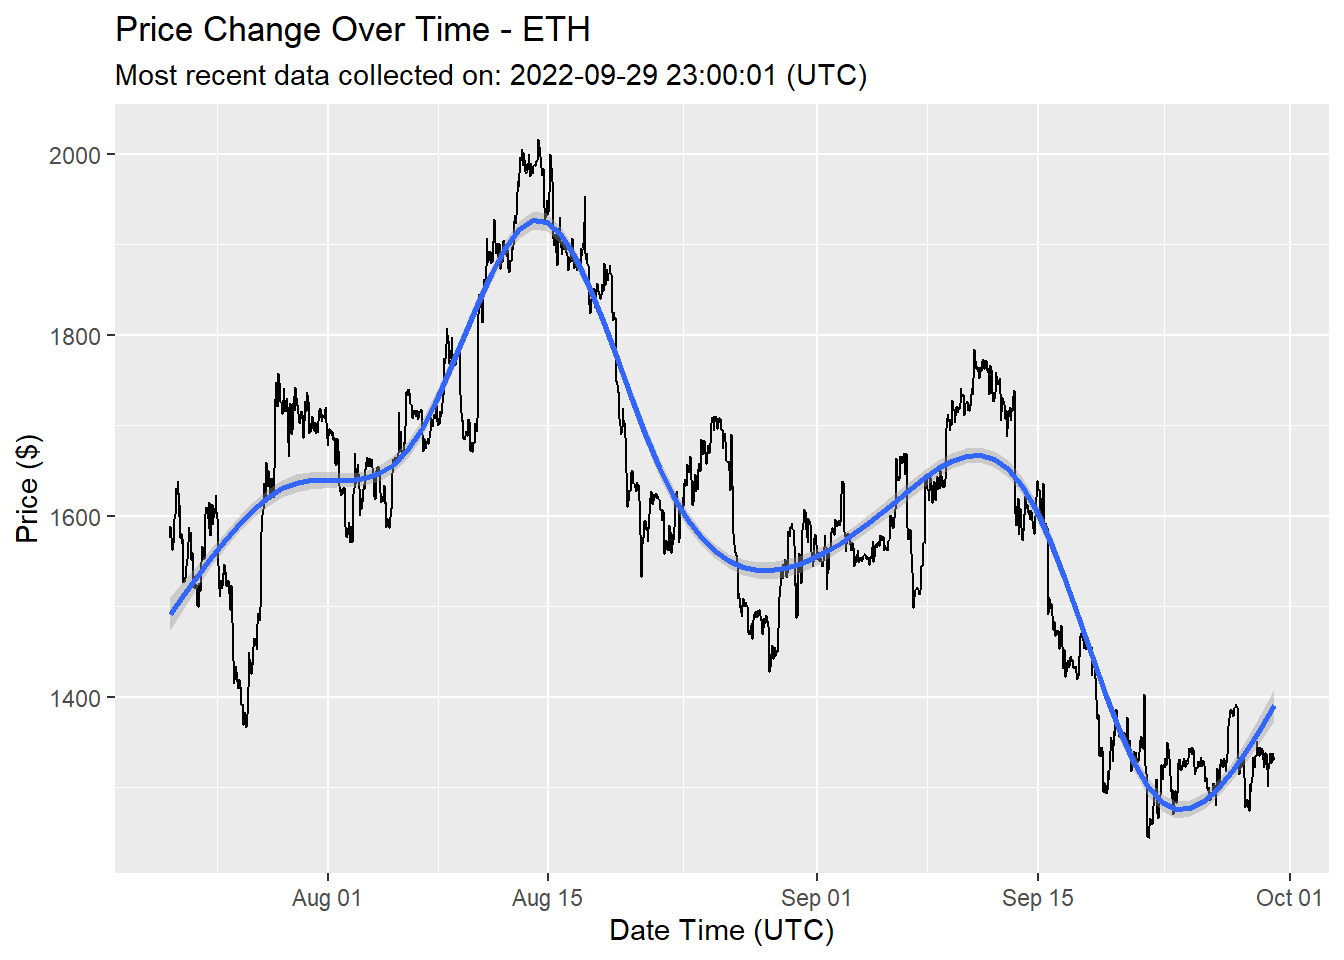 Price Change Over Time - ETH
Most recent data collected on: 2022-09-29 23:00:01 (UTC)
2000
1800
1600
1400
Price ($)
Aug 01
Aug 15
Sep 01
Sep 15
Oct 01
Date Time (UTC)